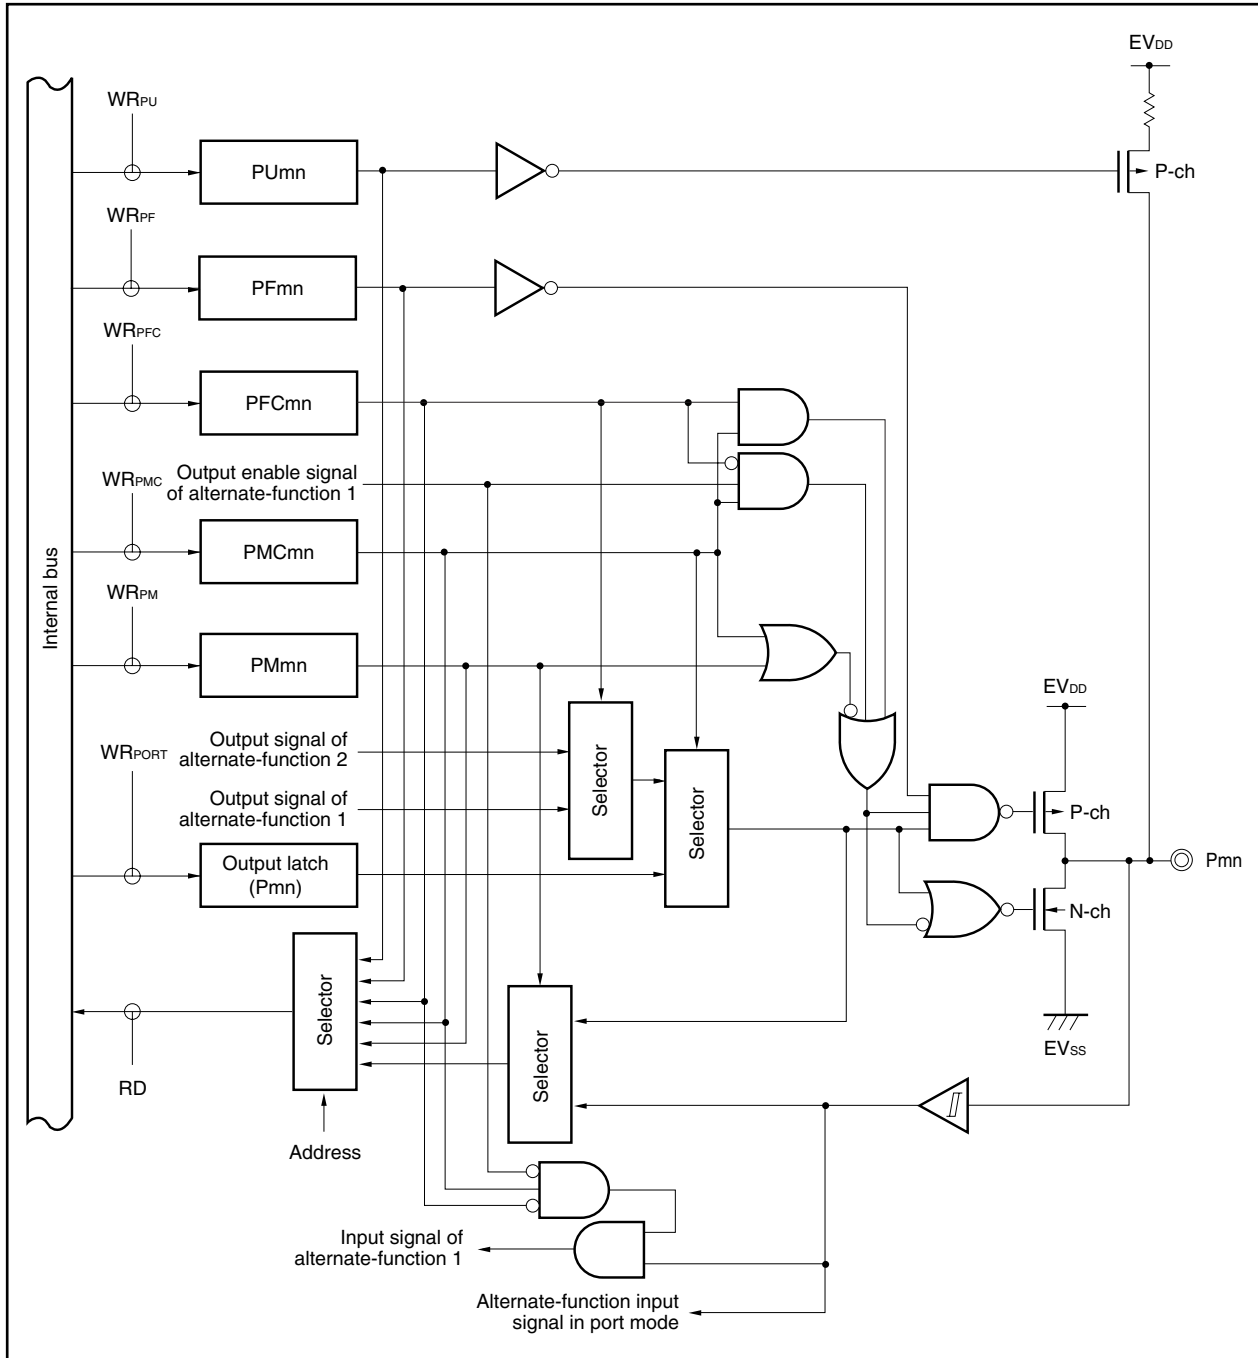 EVDD
WRPU
PUmn
P-ch
WRPF
PFmn
WRPFC
PFCmn
WRPMC
Output enable signal
of alternate-function 1
PMCmn
Internal bus
WRPM
PMmn
EVDD
WRPORT
Output signal of
alternate-function 2
Selector
Output signal of
alternate-function 1
Selector
P-ch
Output latch
(Pmn)
Pmn
N-ch
Selector
Selector
EVSS
RD
Address
Input signal of
alternate-function 1
Alternate-function input
signal in port mode